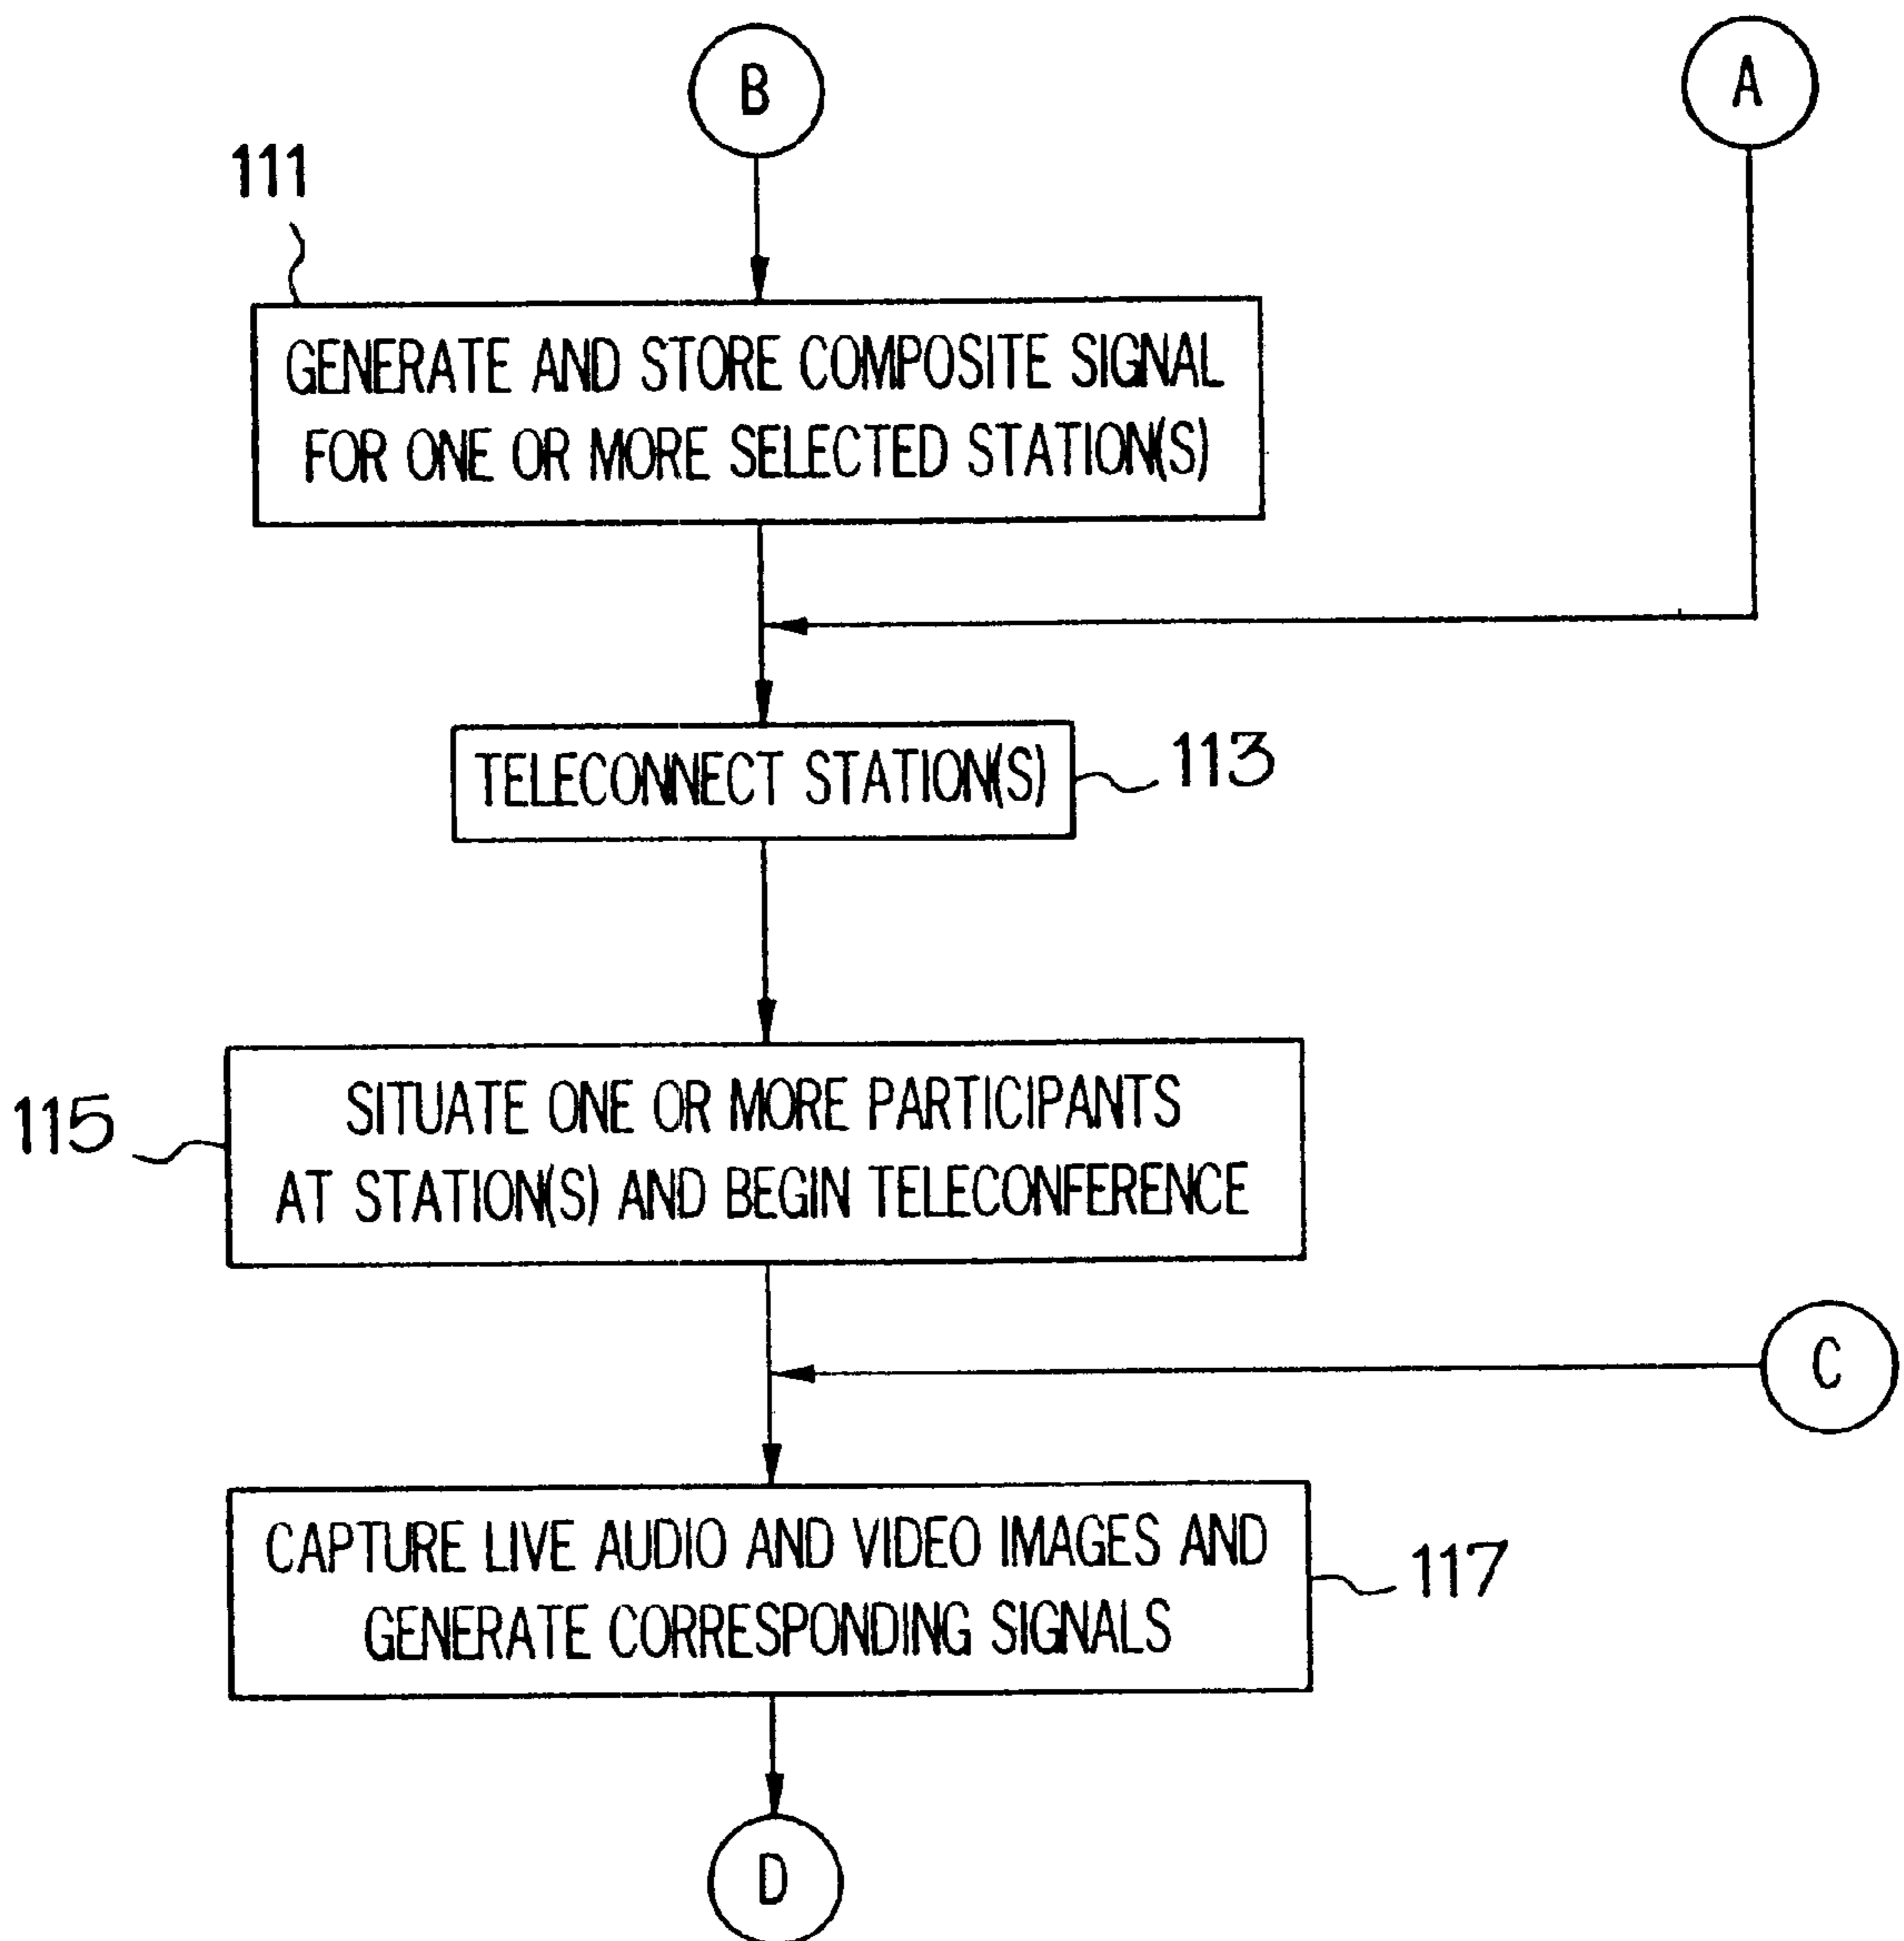 B
A
111
GENERATE AND STORE COMPOSITE SIGNAL
FOR ONE OR MORE SELECTED STATION(S)
TELECONNECT STATION(S)
113
115
SITUATE ONE OR MORE PARTICIPANTS
AT STATION(S) AND BEGIN TELECONFERENCE
C
CAPTURE LIVE AUDIO AND VIDEO IMAGES AND
GENERATE CORRESPONDING SIGNALS
117
D